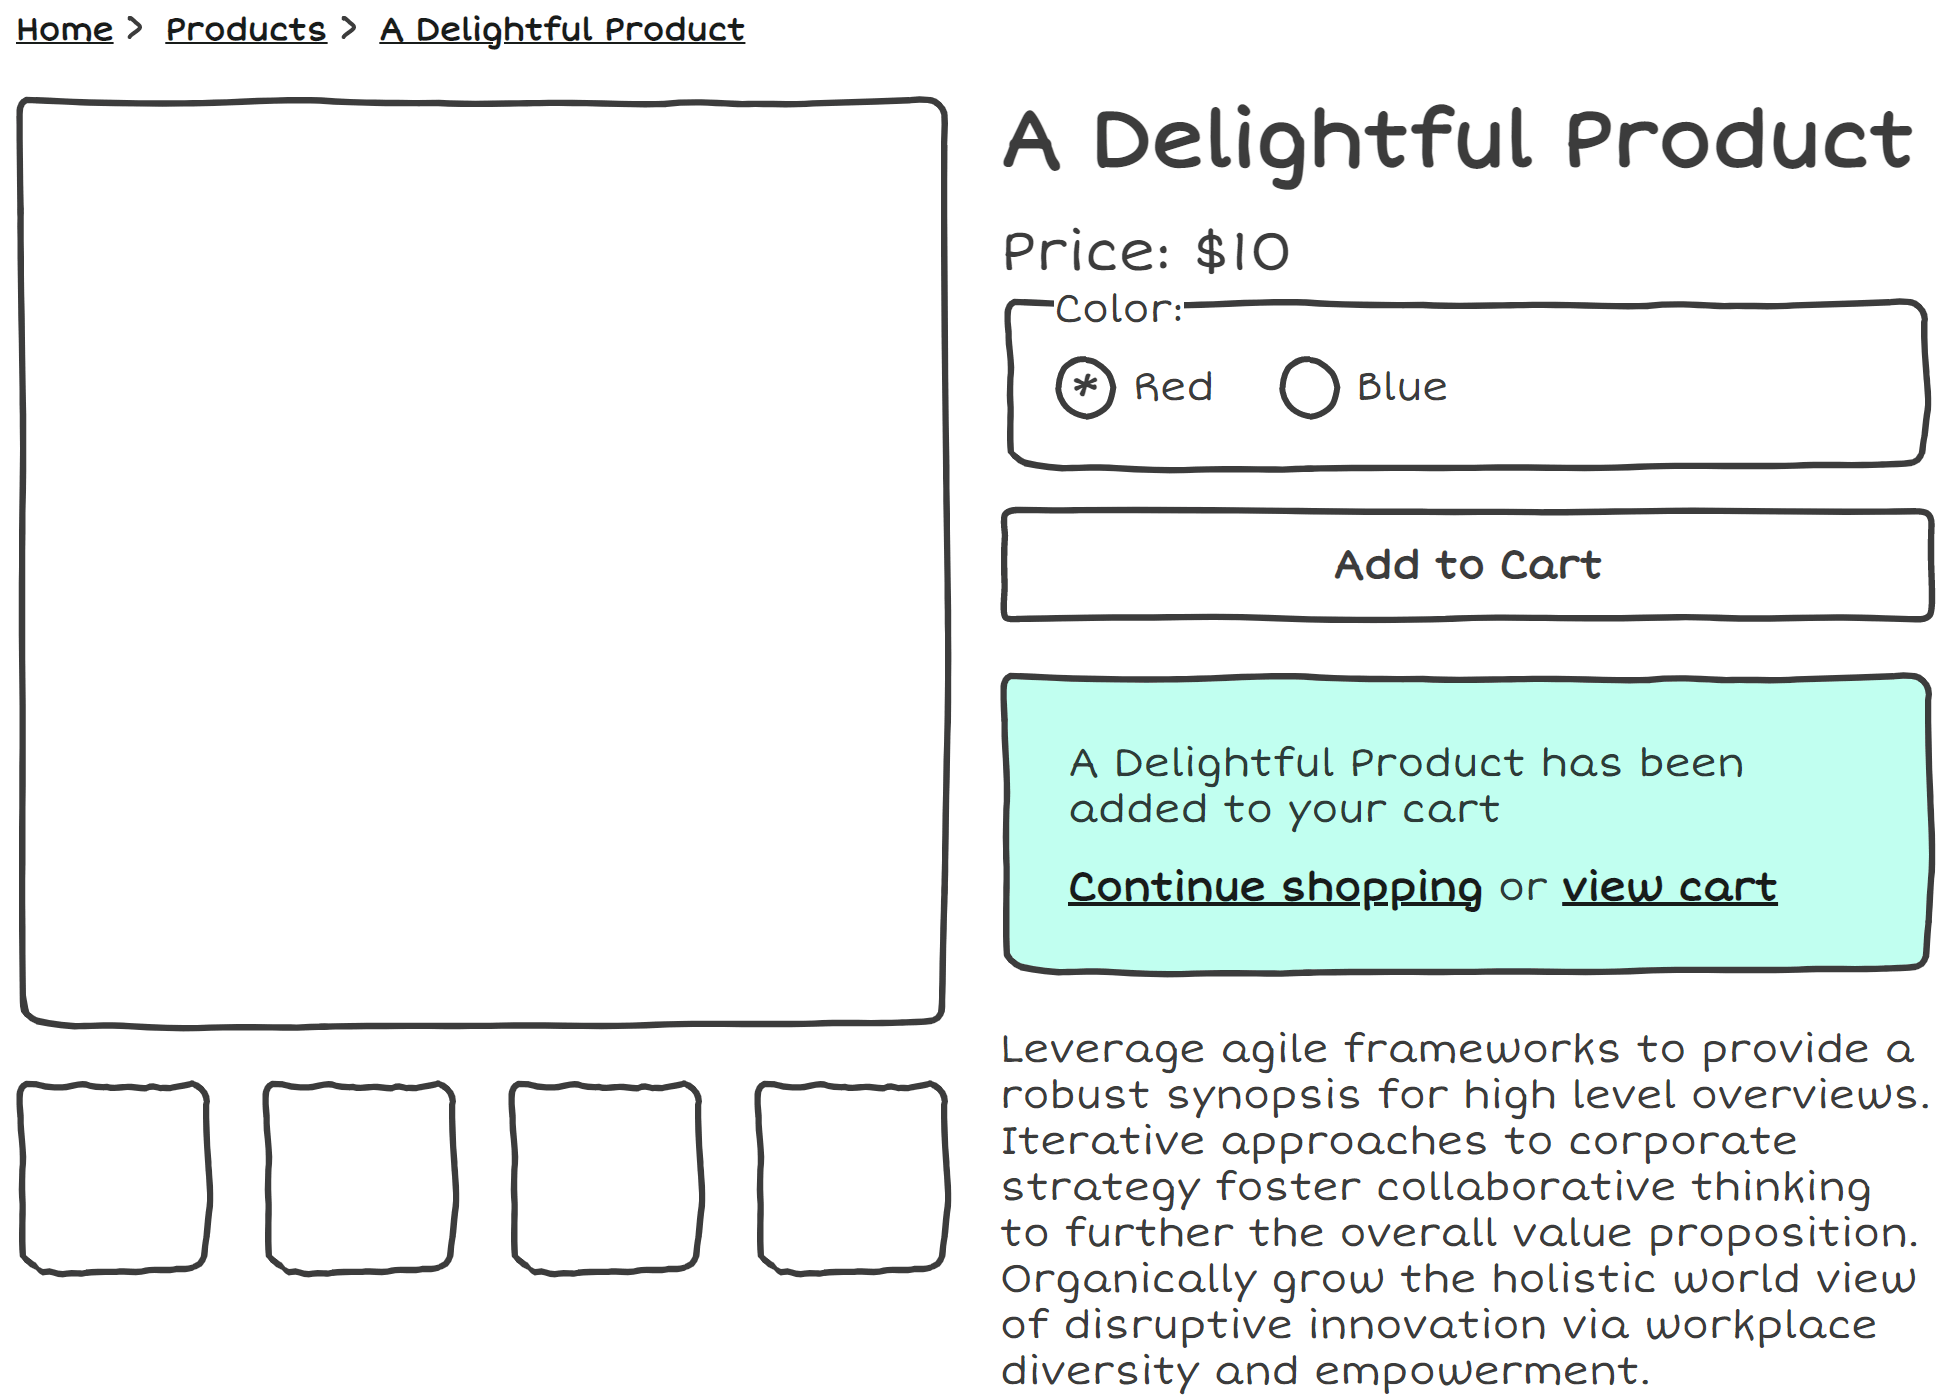 Home > Products > A Delightful Product
A Delightful Product
Price: $10
Color:
* Red Blue
Add to Cart
A Delightful Product has been
added to your cart
Continue shopping or view cart
Leverage agile frameworks to provide a
robust synopsis for high level overviews.
Iterative approaches to corporate
strategy foster collaborative thinking
to further the overall value proposition.
Organically grow the holistic world view
of disruptive innovation via workplace
diversity and empowerment.